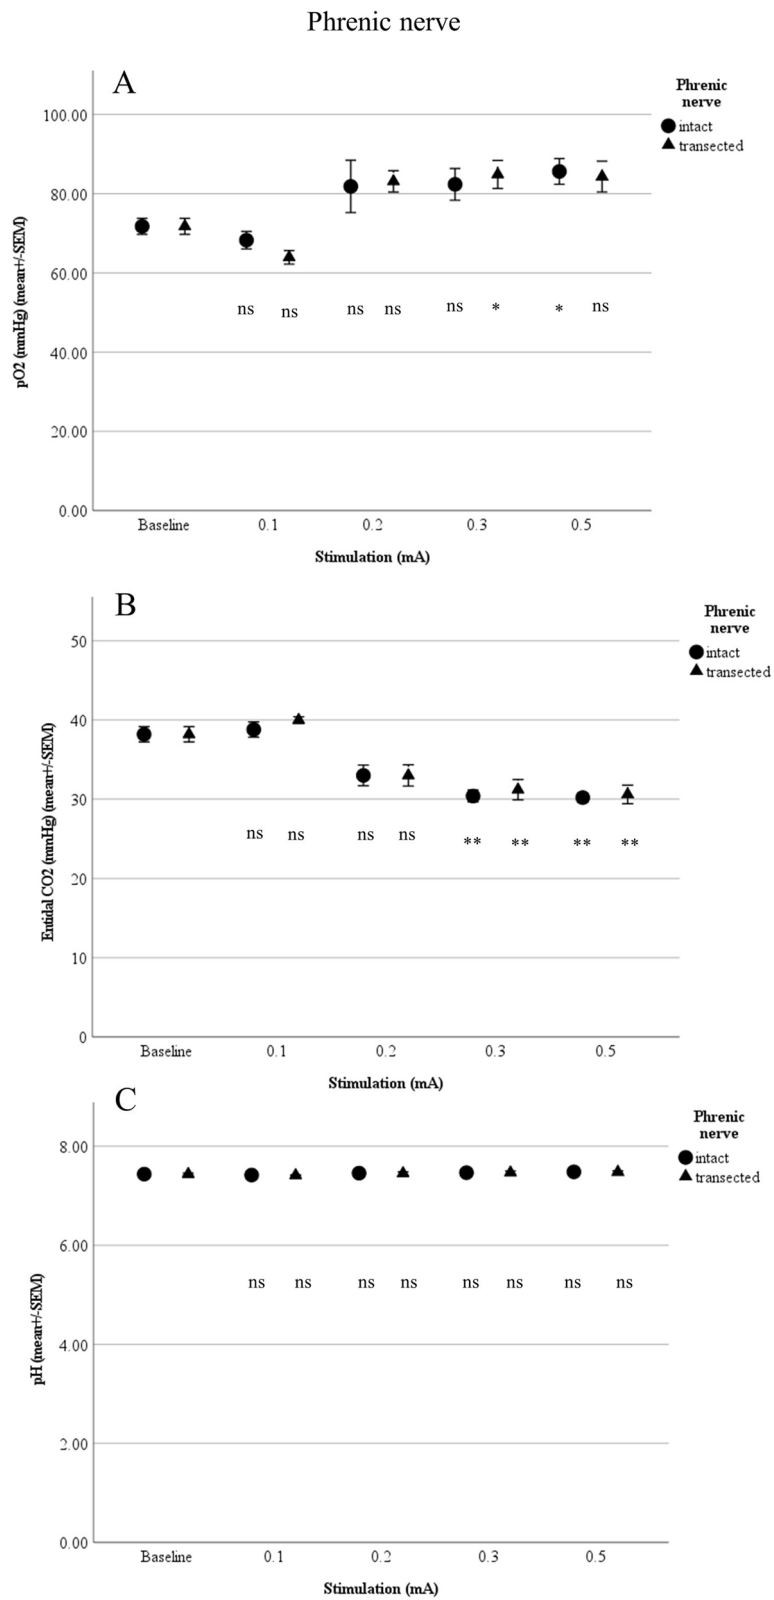 Phrenic nerve
A
Phrenic
nerve
intact
transected
100.00
80.00
60.00
40.00
20.00
0.00
pO2 (mmHg) (mean+/-SEM)
ns ns ns ns ns * * ns
Baseline 0.1 0.2 0.3 0.5
Stimulation (mA)
B
Phrenic
nerve
intact
transected
50
40
30
20
10
0
Entidal CO2 (mmHg) (mean+/-SEM)
ns ns ns ns ** ** ** **
Baseline 0.1 0.2 0.3 0.5
Stimulation (mA)
C
Phrenic
nerve
intact
transected
8.00
6.00
4.00
2.00
0.00
pH (mean+/-SEM)
ns ns ns ns ns ns ns ns
Baseline 0.1 0.2 0.3 0.5
Stimulation (mA)